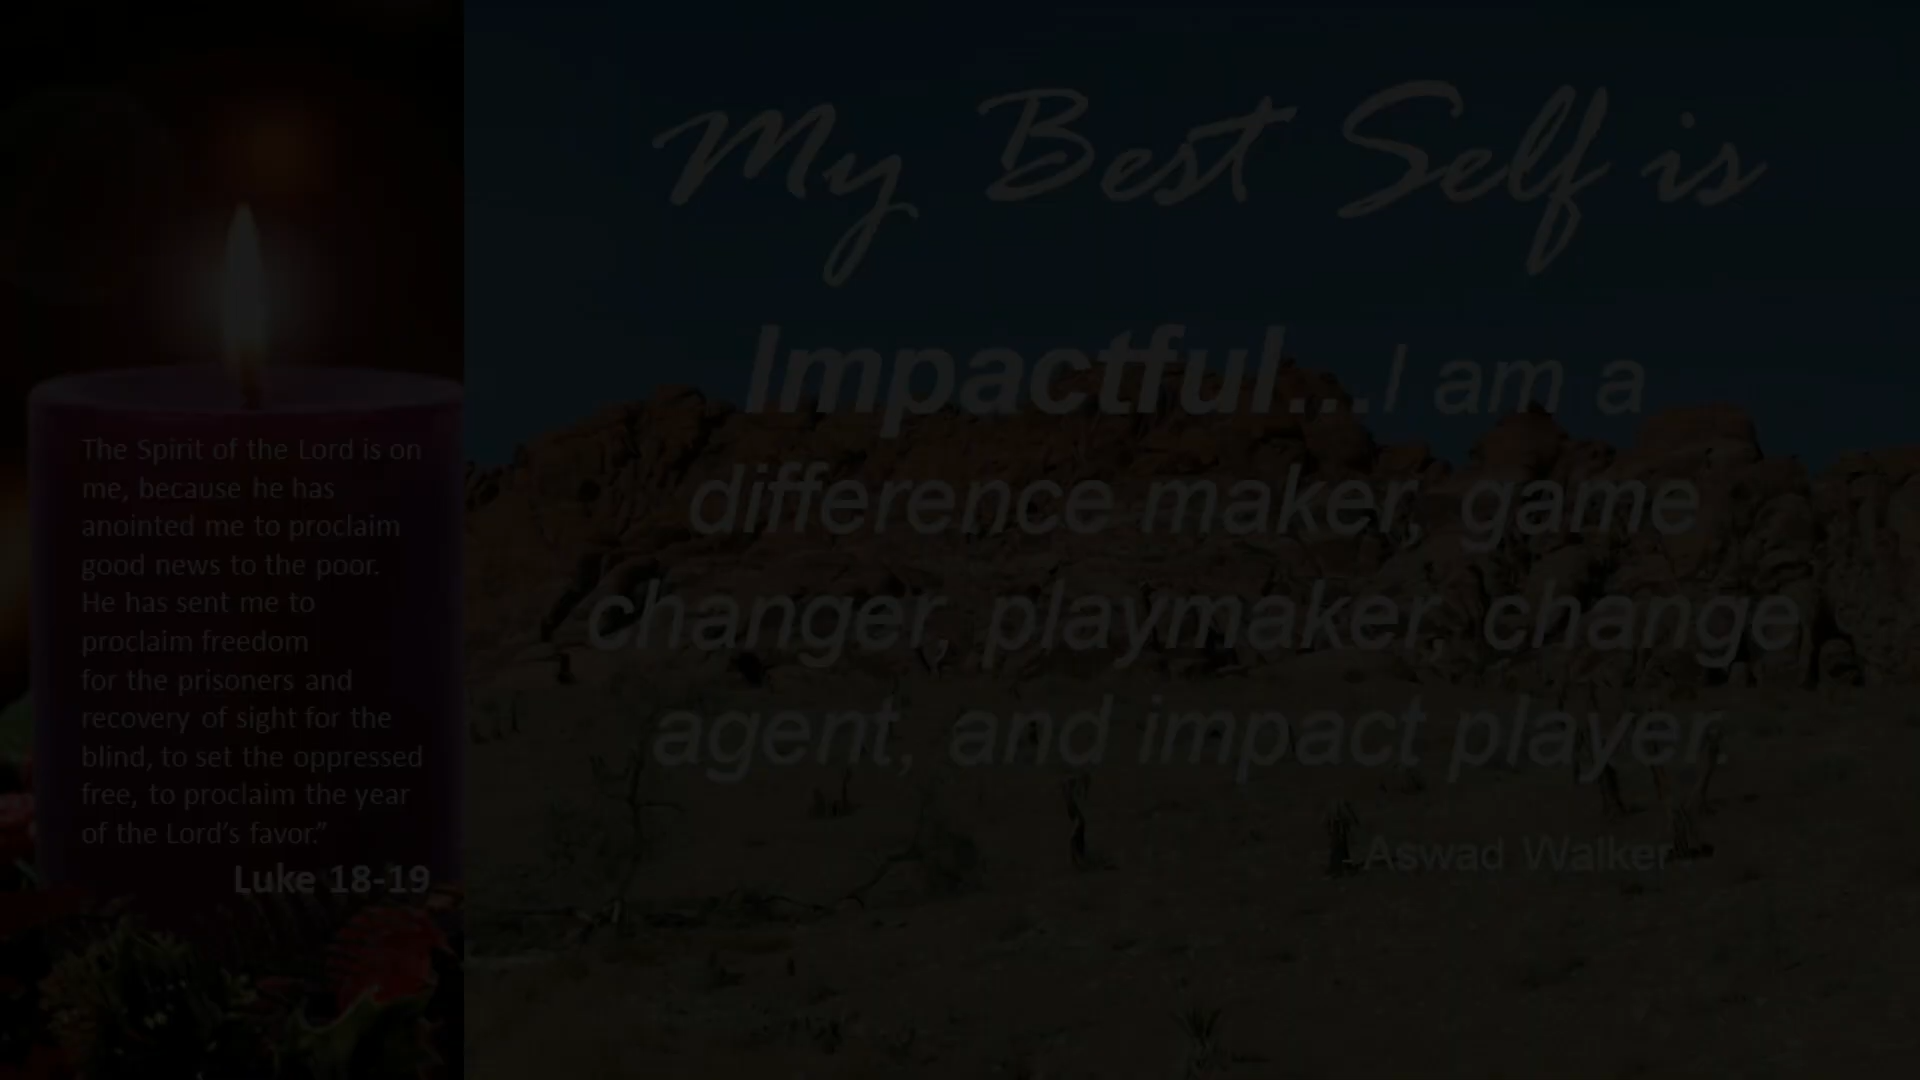 The Spirit of the Lord is on
me, because he has
anointed me to proclaim
good news to the poor.
He has sent me to
proclaim freedom
for the prisoners and
recovery of sight for the
blind, to set the oppressed
free, to proclaim the year
of the Lord’s favor.”
Luke 18-19
My Best Self is
Impactful...I am a
difference maker, game
changer, playmaker, change
agent, and impact player.
- Aswad Walker